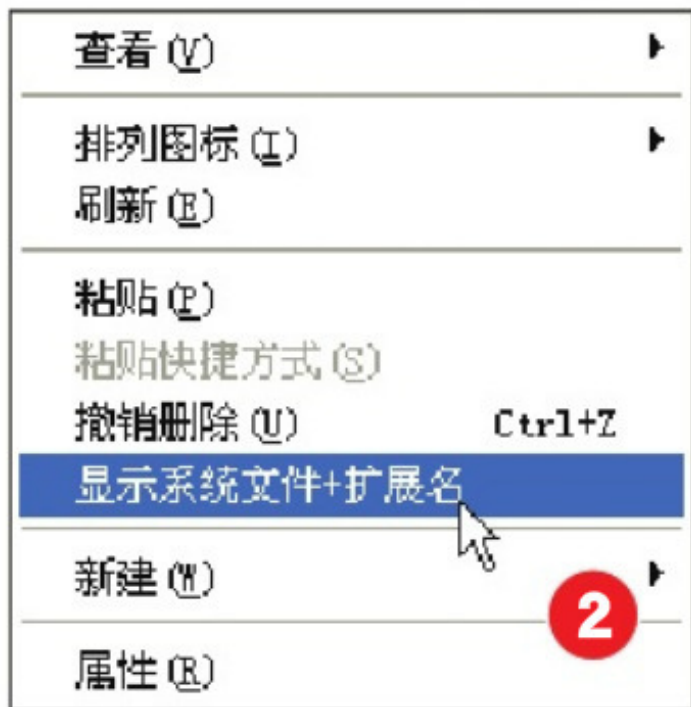 查看(V)
排列图标(I)
刷新(E)
粘贴(P)
粘贴快捷方式(S)
撤销删除(U) Ctrl+Z
显示系统文件+扩展名
新建(W)
2
属性(R)